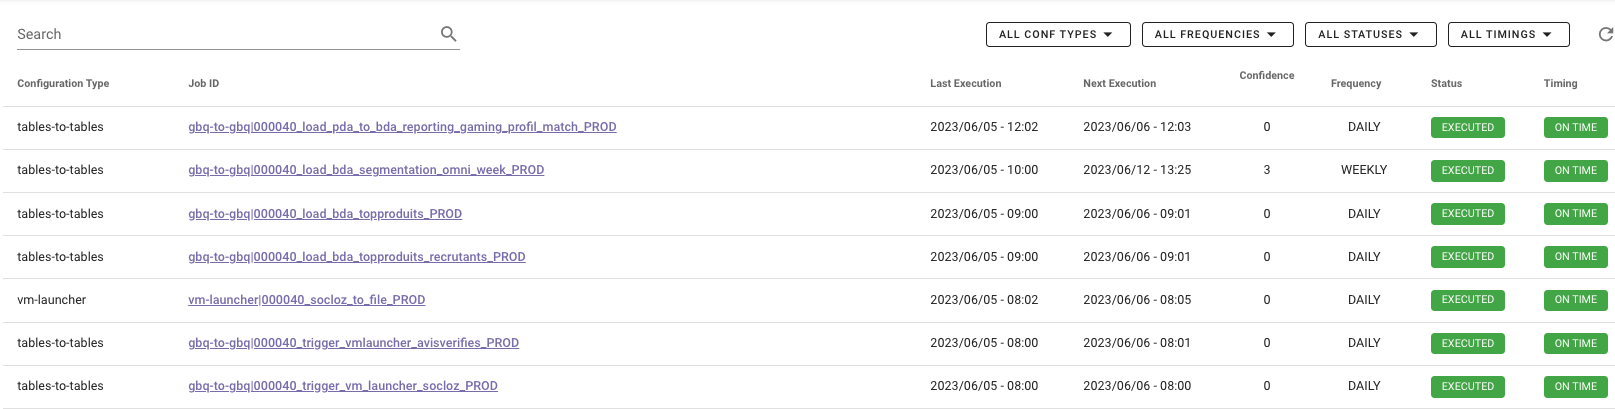 Search ALL CONF TYPES ALL FREQUENCIES ALL STATUSES ALL TIMINGS
Configuration Type Job ID Last Execution Next Execution Confidence Frequency Status Timing
tables-to-tables gbq-to-gbq|000040_load_pda_to_bda_reporting_gaming_profil_match_PROD 2023/06/05 - 12:02 2023/06/06 - 12:03 0 DAILY EXECUTED ON TIME
tables-to-tables gbq-to-gbq|000040_load_bda_segmentation_omni_week_PROD 2023/06/05 - 10:00 2023/06/12 - 13:25 3 WEEKLY EXECUTED ON TIME
tables-to-tables gbq-to-gbq|000040_load_bda_topproduits_PROD 2023/06/05 - 09:00 2023/06/06 - 09:01 0 DAILY EXECUTED ON TIME
tables-to-tables gbq-to-gbq|000040_load_bda_topproduits_recrutants_PROD 2023/06/05 - 09:00 2023/06/06 - 09:01 0 DAILY EXECUTED ON TIME
vm-launcher vm-launcher|000040_socloz_to_file_PROD 2023/06/05 - 08:02 2023/06/06 - 08:05 0 DAILY EXECUTED ON TIME
tables-to-tables gbq-to-gbq|000040_trigger_vmlauncher_avisverifies_PROD 2023/06/05 - 08:00 2023/06/06 - 08:01 0 DAILY EXECUTED ON TIME
tables-to-tables gbq-to-gbq|000040_trigger_vm_launcher_socloz_PROD 2023/06/05 - 08:00 2023/06/06 - 08:00 0 DAILY EXECUTED ON TIME